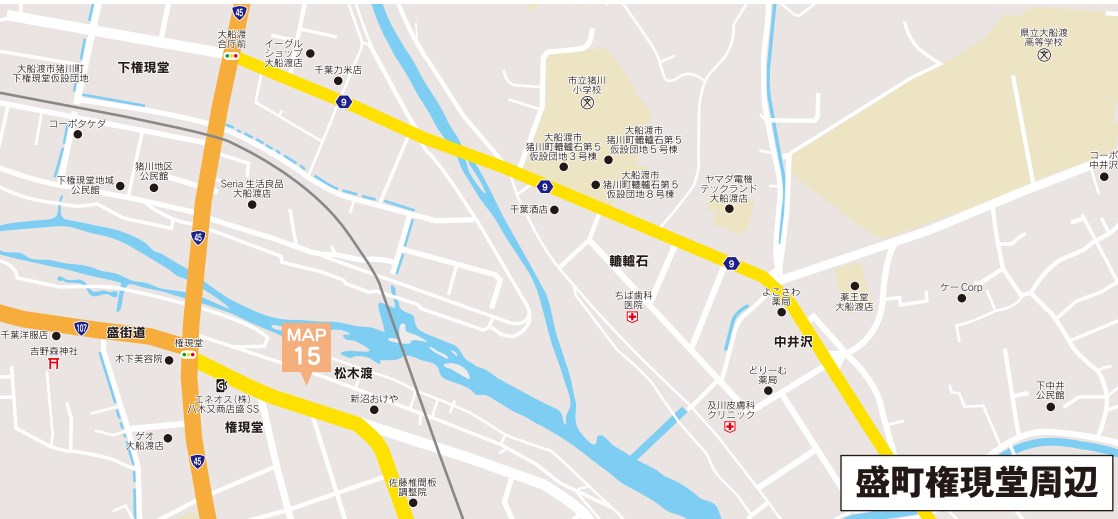 45
大船渡
合庁前
イーグル
ショップ
大船渡店
大船渡市猪川町
下権現堂仮設団地
下権現堂
千葉力米店
9
県立大船渡
高等学校
文
市立猪川
小学校
文
コーポタケダ
大船渡市
猪川町轆轤石第5
仮設団地3号棟
大船渡市
猪川町轆轤石第5
仮設団地5号棟
猪川地区
公民館
下権現堂地域
公民館
Seria生活良品
大船渡店
大船渡市
猪川町轆轤石第5
仮設団地8号棟
9
千葉酒店
ヤマダ電機
テックランド
大船渡店
コーポ
中井沢
45
轆轤石
9
よこさわ
薬局
薬王堂
大船渡店
ケーCorp
ちば歯科
医院
107
盛街道
千葉洋服店
権現堂
MAP
15
吉野森神社
木下美容院
松木渡
中井沢
どりーむ
薬局
エネオス(株)
八木又商店盛SS
新沼おけや
及川皮膚科
クリニック
下中井
公民館
権現堂
ゲオ
大船渡店
45
佐藤椎間板
調整院
盛町権現堂周辺